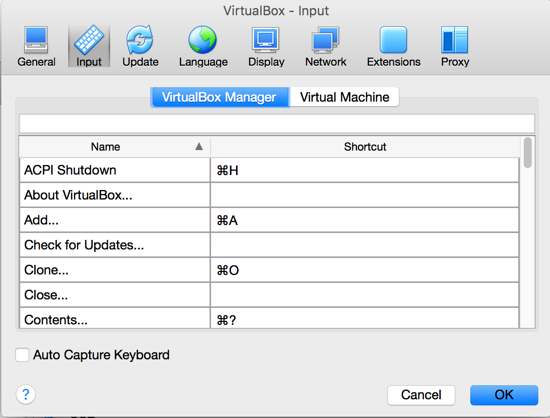 VirtualBox - Input
General Input Update Language Display Network Extensions Proxy
VirtualBox Manager Virtual Machine
Name ▲ Shortcut
ACPI Shutdown ⌘H
About VirtualBox...
Add... ⌘A
Check for Updates...
Clone... ⌘O
Close...
Contents... ⌘?
Auto Capture Keyboard
? Cancel OK